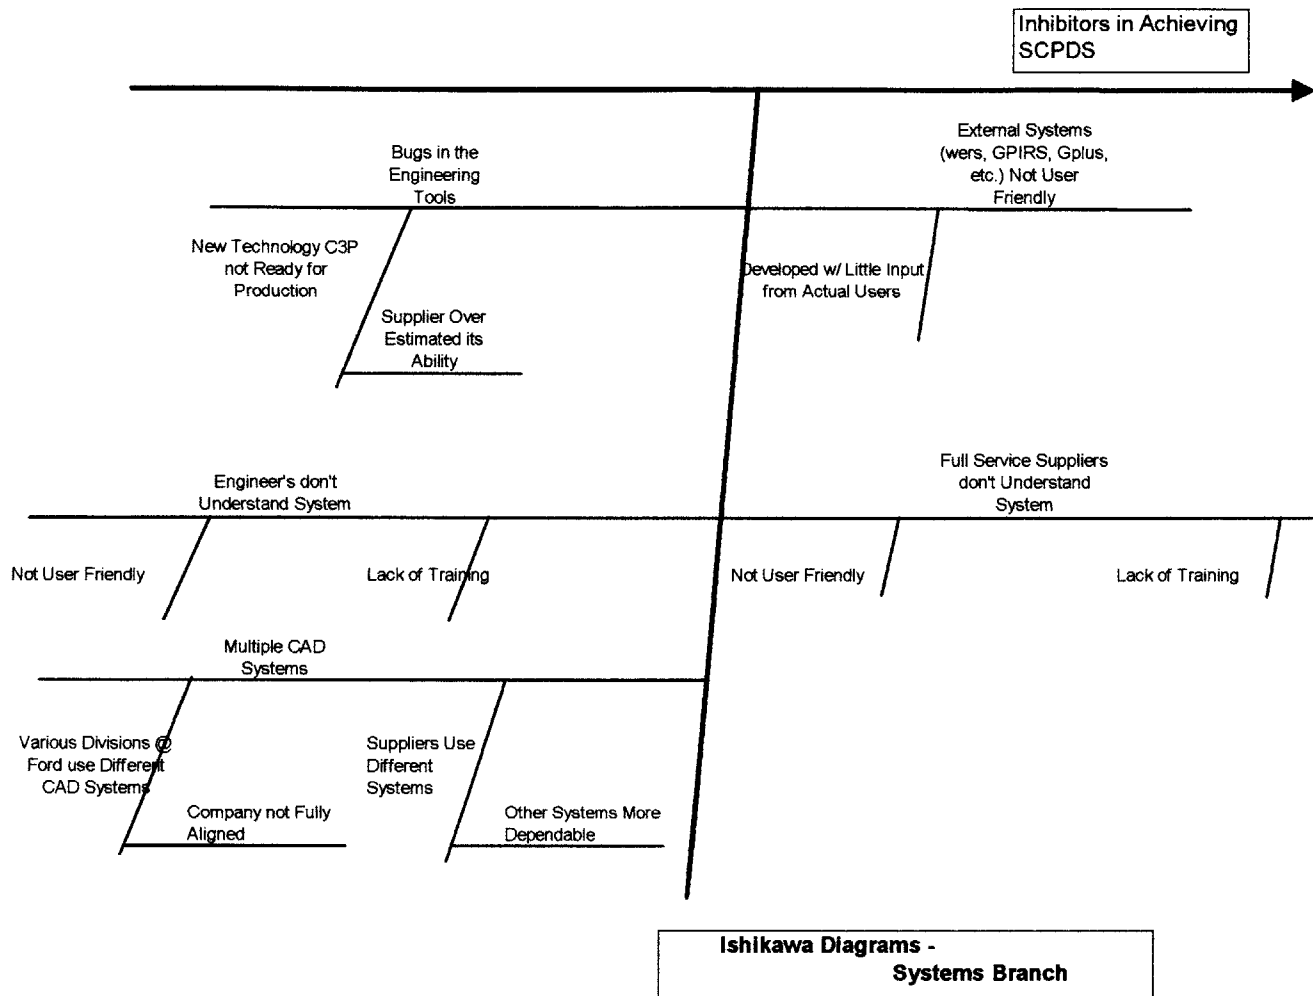 Inhibitors in Achieving
SCPDS
Bugs in the
Engineering
Tools
External Systems
(wers, GPIRS, Gplus,
etc.) Not User
Friendly
New Technology C3P
not Ready for
Production
Developed w/ Little Input
from Actual Users
Supplier Over
Estimated its
Ability
Engineer's don't
Understand System
Full Service Suppliers
don't Understand
System
Not User Friendly
Lack of Training
Not User Friendly
Lack of Training
Multiple CAD
Systems
Various Divisions @
Ford use Different
CAD Systems
Suppliers Use
Different
Systems
Company not Fully
Aligned
Other Systems More
Dependable
Ishikawa Diagrams -
Systems Branch